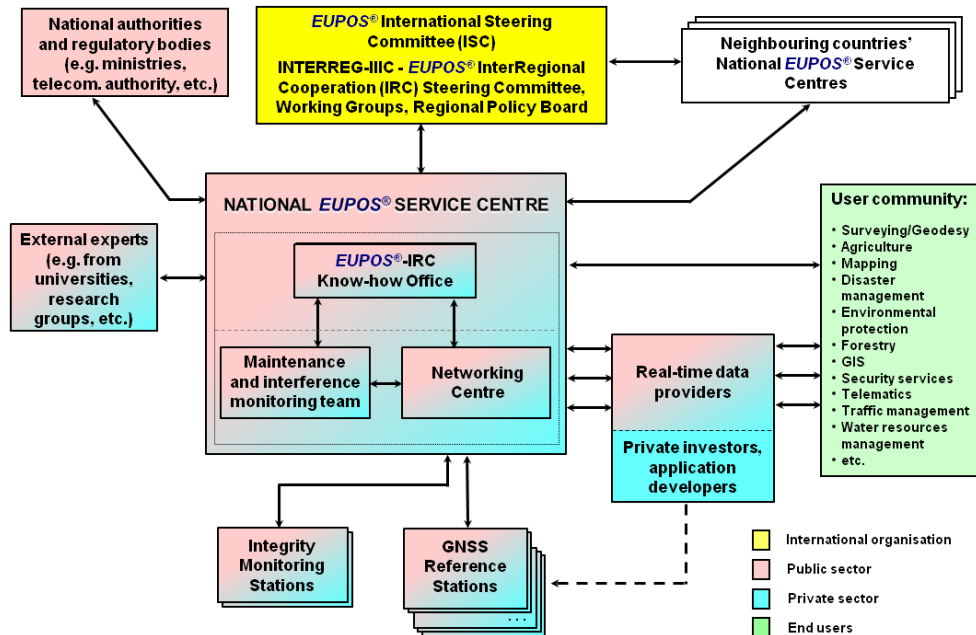 National authorities
and regulatory bodies
(e.g. ministries,
telecom. authority, etc.)
EUPOS® International Steering
Committee (ISC)
INTERREG-IIIC - EUPOS® InterRegional
Cooperation (IRC) Steering Committee,
Working Groups, Regional Policy Board
Neighbouring countries'
National EUPOS® Service
Centres
NATIONAL EUPOS® SERVICE CENTRE
EUPOS®-IRC
Know-how Office
Maintenance
and interference
monitoring team
Networking
Centre
External experts
(e.g. from
universities,
research
groups, etc.)
Real-time data
providers
Private investors,
application
developers
User community:
• Surveying/Geodesy
• Agriculture
• Mapping
• Disaster
management
• Environmental
protection
• Forestry
• GIS
• Security services
• Telematics
• Traffic management
• Water resources
management
• etc.
Integrity
Monitoring
Stations
GNSS
Reference
Stations
...
International organisation
Public sector
Private sector
End users